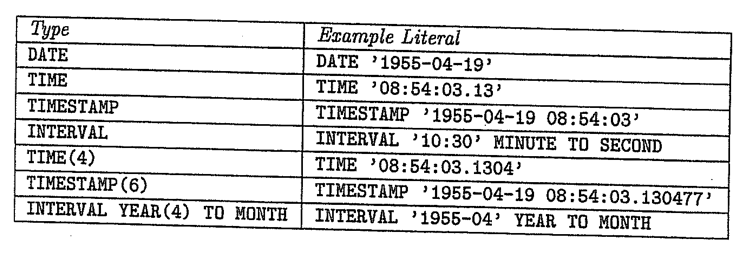 Type Example Literal
DATE DATE '1955-04-19'
TIME TIME '08:54:03.13'
TIMESTAMP TIMESTAMP '1955-04-19 08:54:03'
INTERVAL INTERVAL '10:30' MINUTE TO SECOND
TIME(4) TIME '08:54:03.1304'
TIMESTAMP(6) TIMESTAMP '1955-04-19 08:54:03.130477'
INTERVAL YEAR(4) TO MONTH INTERVAL '1955-04' YEAR TO MONTH